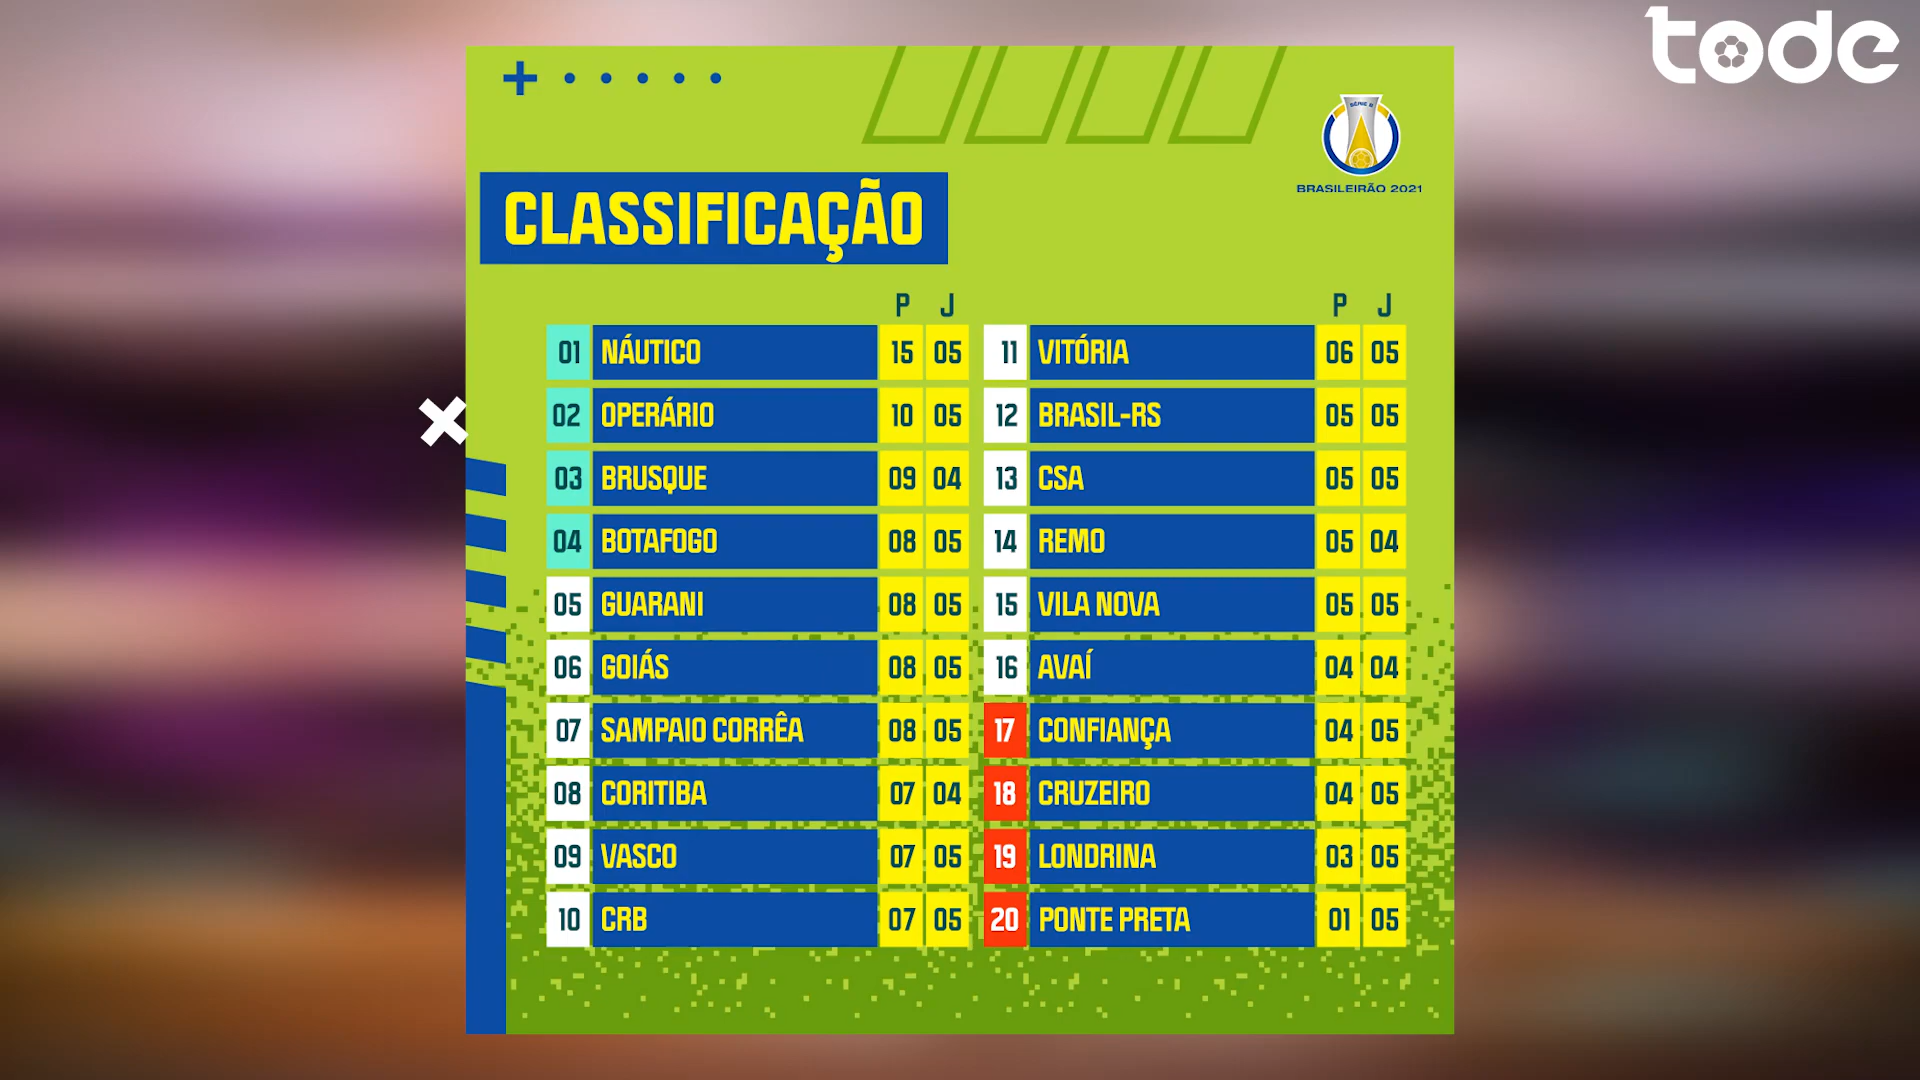 tode
SÉRIE B
BRASILEIRÃO 2021
CLASSIFICAÇÃO
P J
01 NÁUTICO 15 05
02 OPERÁRIO 10 05
03 BRUSQUE 09 04
04 BOTAFOGO 08 05
05 GUARANI 08 05
06 GOIÁS 08 05
07 SAMPAIO CORRÊA 08 05
08 CORITIBA 07 04
09 VASCO 07 05
10 CRB 07 05
P J
11 VITÓRIA 06 05
12 BRASIL-RS 05 05
13 CSA 05 05
14 REMO 05 04
15 VILA NOVA 05 05
16 AVAÍ 04 04
17 CONFIANÇA 04 05
18 CRUZEIRO 04 05
19 LONDRINA 03 05
20 PONTE PRETA 01 05